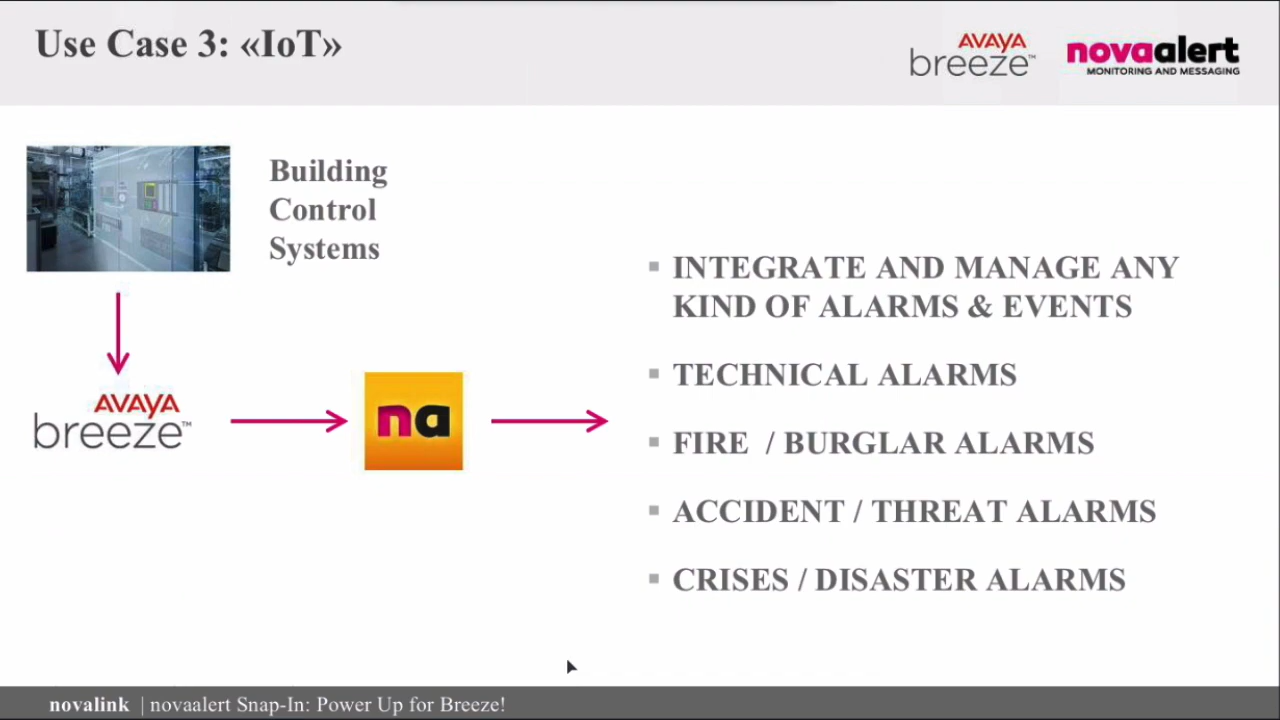 Use Case 3: «IoT»
AVAYA
breeze™
novaalert
MONITORING AND MESSAGING
Building
Control
Systems
AVAYA
breeze™
na
▪ INTEGRATE AND MANAGE ANY
KIND OF ALARMS & EVENTS
▪ TECHNICAL ALARMS
▪ FIRE / BURGLAR ALARMS
▪ ACCIDENT / THREAT ALARMS
▪ CRISES / DISASTER ALARMS
novalink | novaalert Snap-In: Power Up for Breeze!